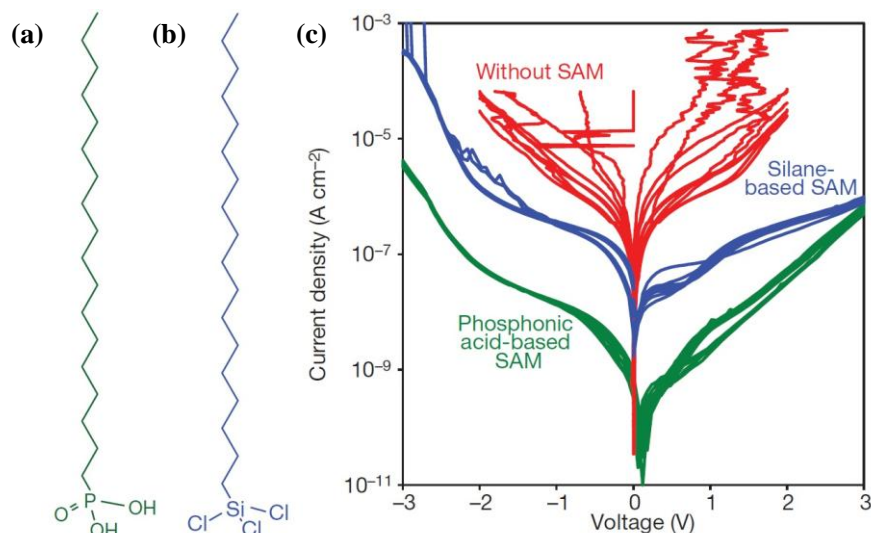 (a)
(b)
(c)
P
O
OH
OH
Si
Cl
Cl
Cl
Current density (A cm⁻²)
10⁻³
10⁻⁵
10⁻⁷
10⁻⁹
10⁻¹¹
Without SAM
Silane-
based SAM
Phosphonic
acid-based
SAM
–3
–2
–1
0
1
2
3
Voltage (V)